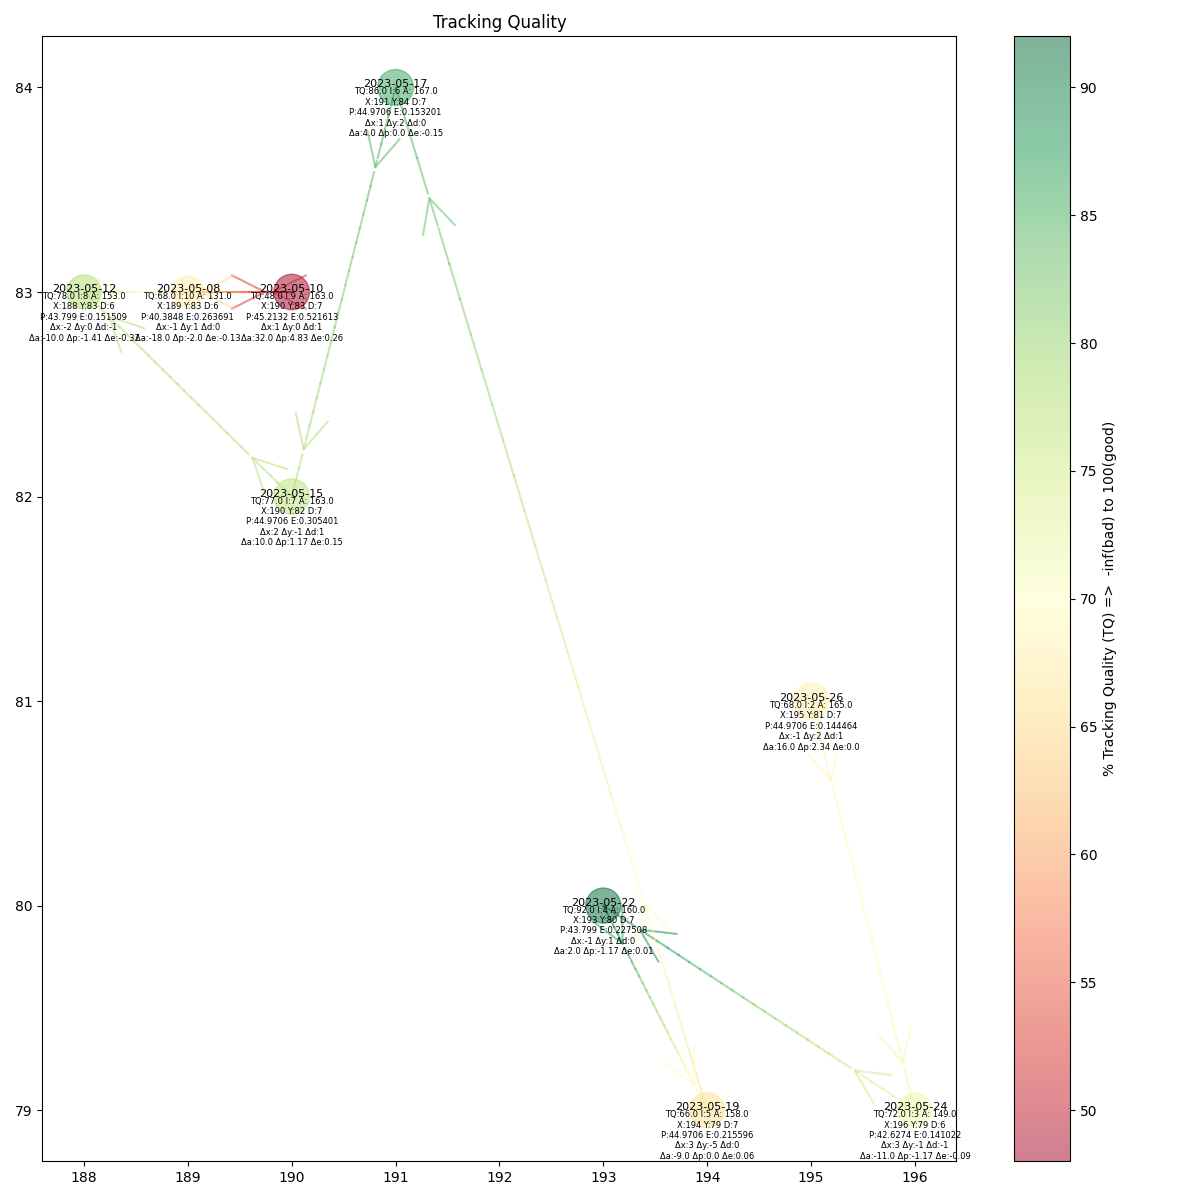 Tracking Quality
84
83
82
81
80
79
188
189
190
191
192
193
194
195
196
2023-05-17
TQ:86.0 I:6 A: 167.0
X:191 Y:84 D:7
P:44.9706 E:0.153201
Δx:1 Δy:2 Δd:0
Δa:4.0 Δp:0.0 Δe:-0.15
2023-05-12
TQ:78.0 I:8 A: 153.0
X:188 Y:83 D:6
P:43.799 E:0.151509
Δx:-2 Δy:0 Δd:-1
Δa:-10.0 Δp:-1.41 Δe:-0.37
2023-05-08
TQ:68.0 I:10 A: 131.0
X:189 Y:83 D:6
P:40.3848 E:0.263691
Δx:-1 Δy:1 Δd:0
Δa:-18.0 Δp:-2.0 Δe:-0.13
2023-05-10
TQ:48.0 I:9 A: 163.0
X:190 Y:83 D:7
P:45.2132 E:0.521613
Δx:1 Δy:0 Δd:1
Δa:32.0 Δp:4.83 Δe:0.26
2023-05-15
TQ:77.0 I:7 A: 163.0
X:190 Y:82 D:7
P:44.9706 E:0.305401
Δx:2 Δy:-1 Δd:1
Δa:10.0 Δp:1.17 Δe:0.15
2023-05-26
TQ:68.0 I:2 A: 165.0
X:195 Y:81 D:7
P:44.9706 E:0.144464
Δx:-1 Δy:2 Δd:1
Δa:16.0 Δp:2.34 Δe:0.0
2023-05-22
TQ:92.0 I:4 A: 160.0
X:193 Y:80 D:7
P:43.799 E:0.227508
Δx:-1 Δy:1 Δd:0
Δa:2.0 Δp:-1.17 Δe:0.01
2023-05-19
TQ:66.0 I:5 A: 158.0
X:194 Y:79 D:7
P:44.9706 E:0.215596
Δx:3 Δy:-5 Δd:0
Δa:-9.0 Δp:0.0 Δe:0.06
2023-05-24
TQ:72.0 I:3 A: 149.0
X:196 Y:79 D:6
P:42.6274 E:0.141022
Δx:3 Δy:-1 Δd:-1
Δa:-11.0 Δp:-1.17 Δe:-0.09
90
85
80
75
70
65
60
55
50
% Tracking Quality (TQ) => -inf(bad) to 100(good)